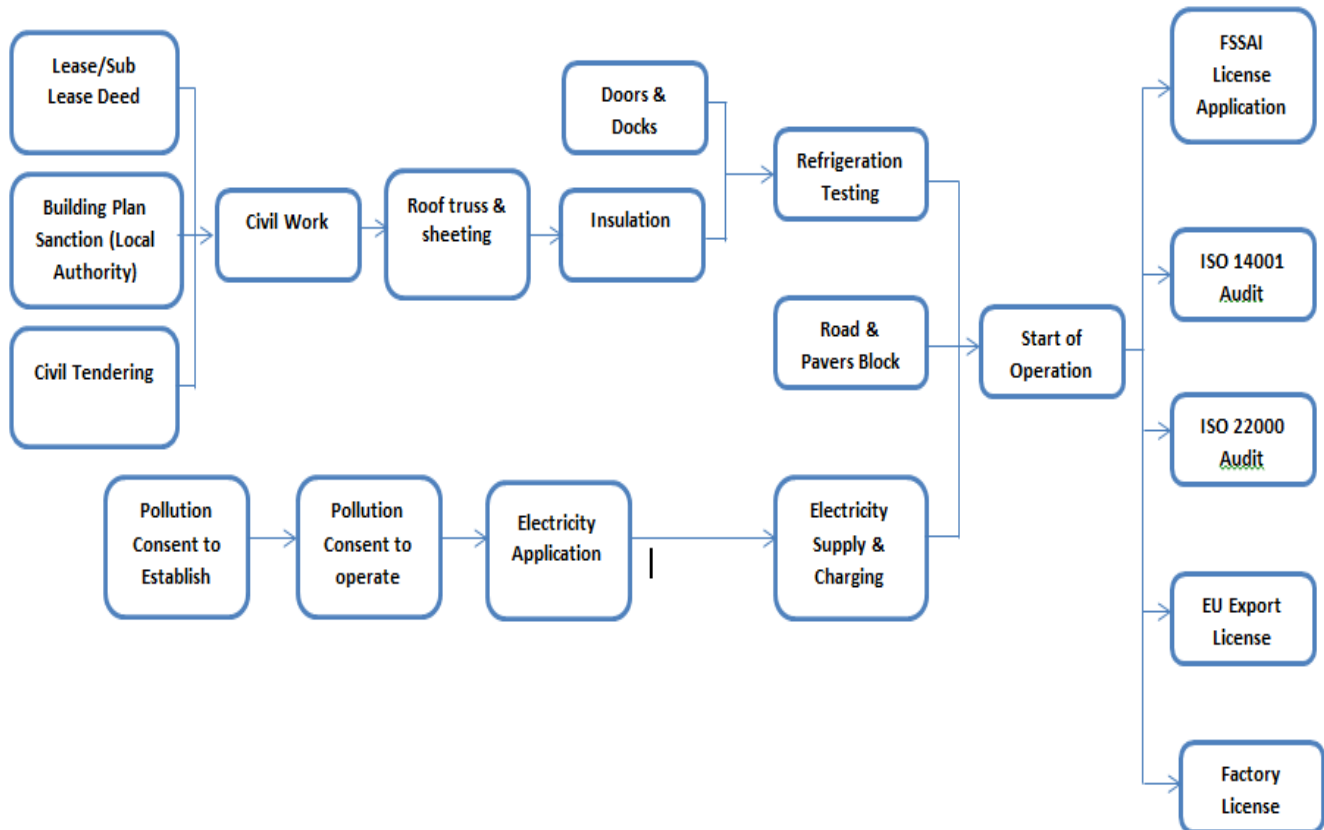 Lease/Sub
Lease Deed
Building Plan
Sanction (Local
Authority)
Civil Tendering
Civil Work
Roof truss &
sheeting
Doors &
Docks
Insulation
Refrigeration
Testing
Road &
Pavers Block
Pollution
Consent to
Establish
Pollution
Consent to
operate
Electricity
Application
Electricity
Supply &
Charging
Start of
Operation
FSSAI
License
Application
ISO 14001
Audit
ISO 22000
Audit
EU Export
License
Factory
License